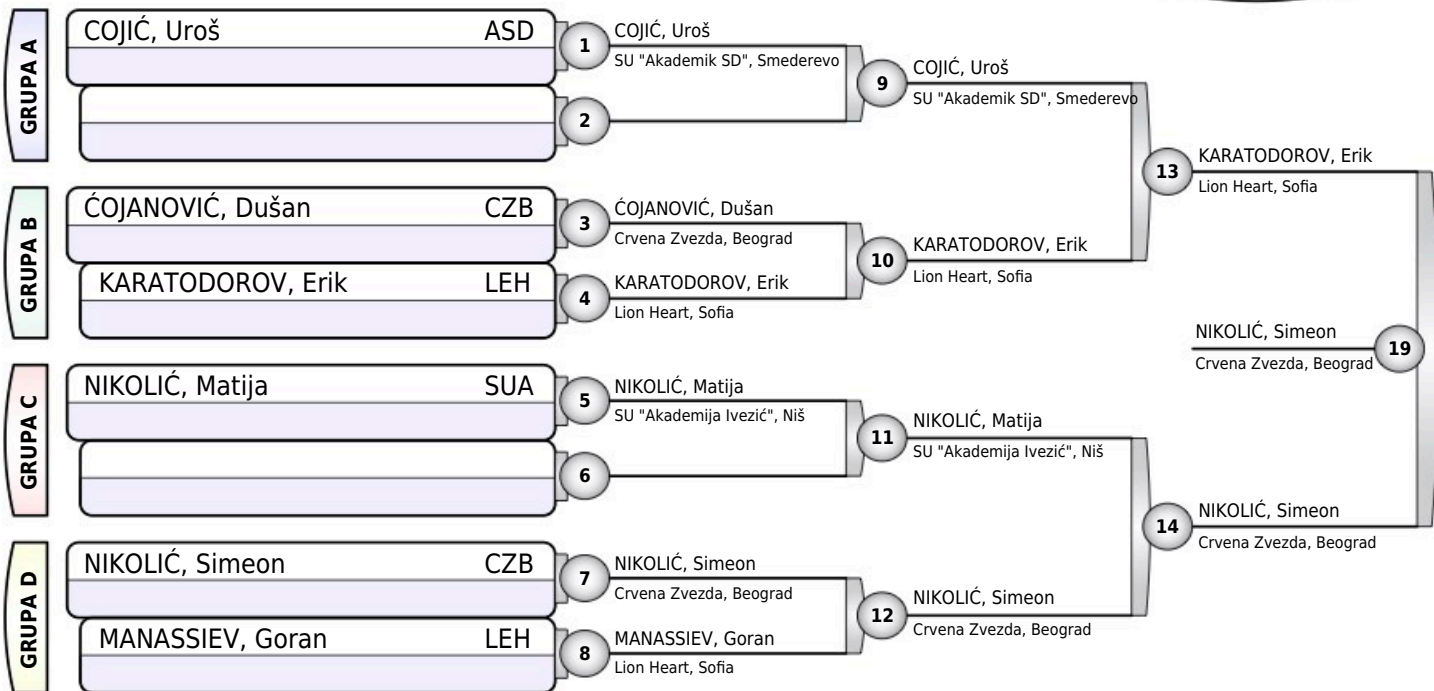 GRUPA A
COJIĆ, Uroš ASD
1
COJIĆ, Uroš
SU "Akademik SD", Smederevo
2
9
COJIĆ, Uroš
SU "Akademik SD", Smederevo
GRUPA B
ĆOJANOVIĆ, Dušan CZB
3
ĆOJANOVIĆ, Dušan
Crvena Zvezda, Beograd
KARATODOROV, Erik LEH
4
KARATODOROV, Erik
Lion Heart, Sofia
10
KARATODOROV, Erik
Lion Heart, Sofia
13
KARATODOROV, Erik
Lion Heart, Sofia
GRUPA C
NIKOLIĆ, Matija SUA
5
NIKOLIĆ, Matija
SU "Akademija Ivezić", Niš
6
11
NIKOLIĆ, Matija
SU "Akademija Ivezić", Niš
GRUPA D
NIKOLIĆ, Simeon CZB
7
NIKOLIĆ, Simeon
Crvena Zvezda, Beograd
MANASSIEV, Goran LEH
8
MANASSIEV, Goran
Lion Heart, Sofia
12
NIKOLIĆ, Simeon
Crvena Zvezda, Beograd
14
NIKOLIĆ, Simeon
Crvena Zvezda, Beograd
NIKOLIĆ, Simeon
Crvena Zvezda, Beograd
19